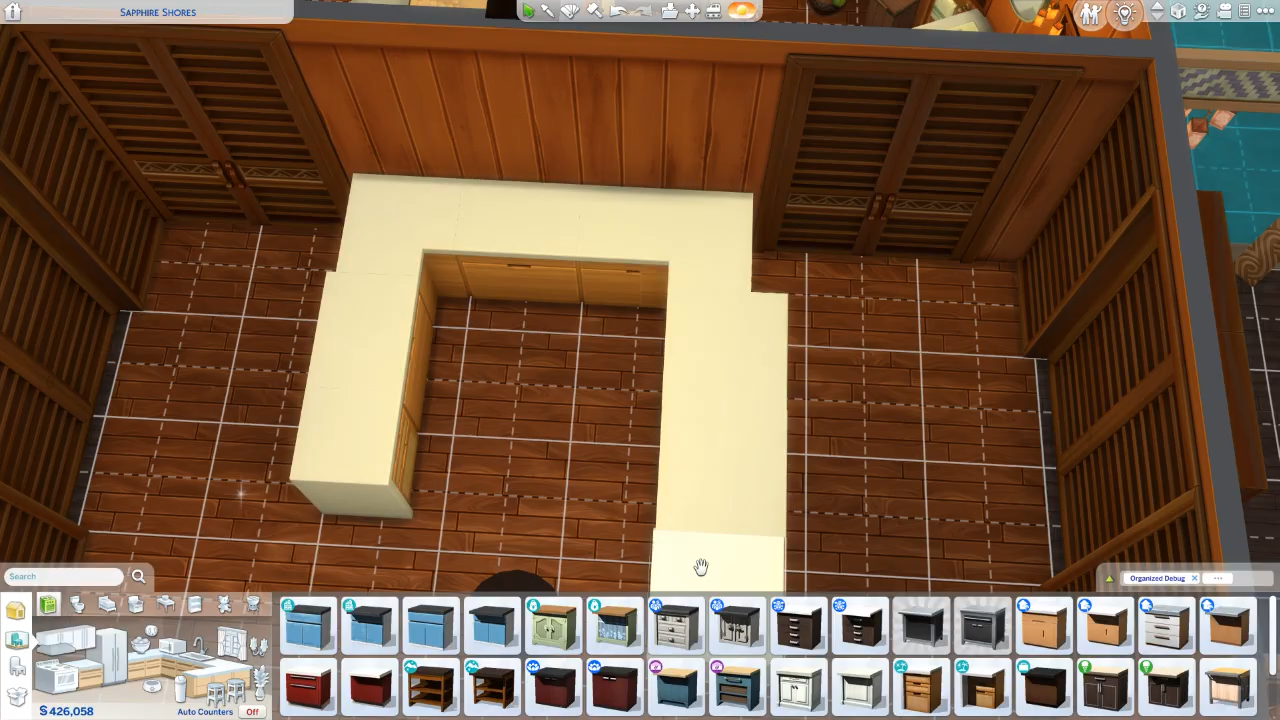 SAPPHIRE SHORES
Search
Organized Debug
§426,058
Auto Counters
Off